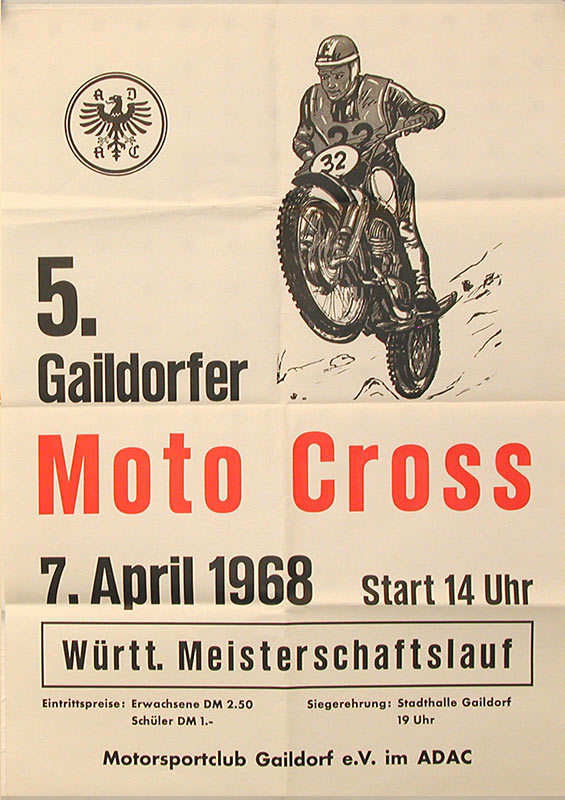 A D
A C
32
32
5.
Gaildorfer
Moto Cross
7. April 1968 Start 14 Uhr
Württ. Meisterschaftslauf
Eintrittspreise: Erwachsene DM 2.50
Schüler DM 1.-
Siegerehrung: Stadthalle Gaildorf
19 Uhr
Motorsportclub Gaildorf e.V. im ADAC